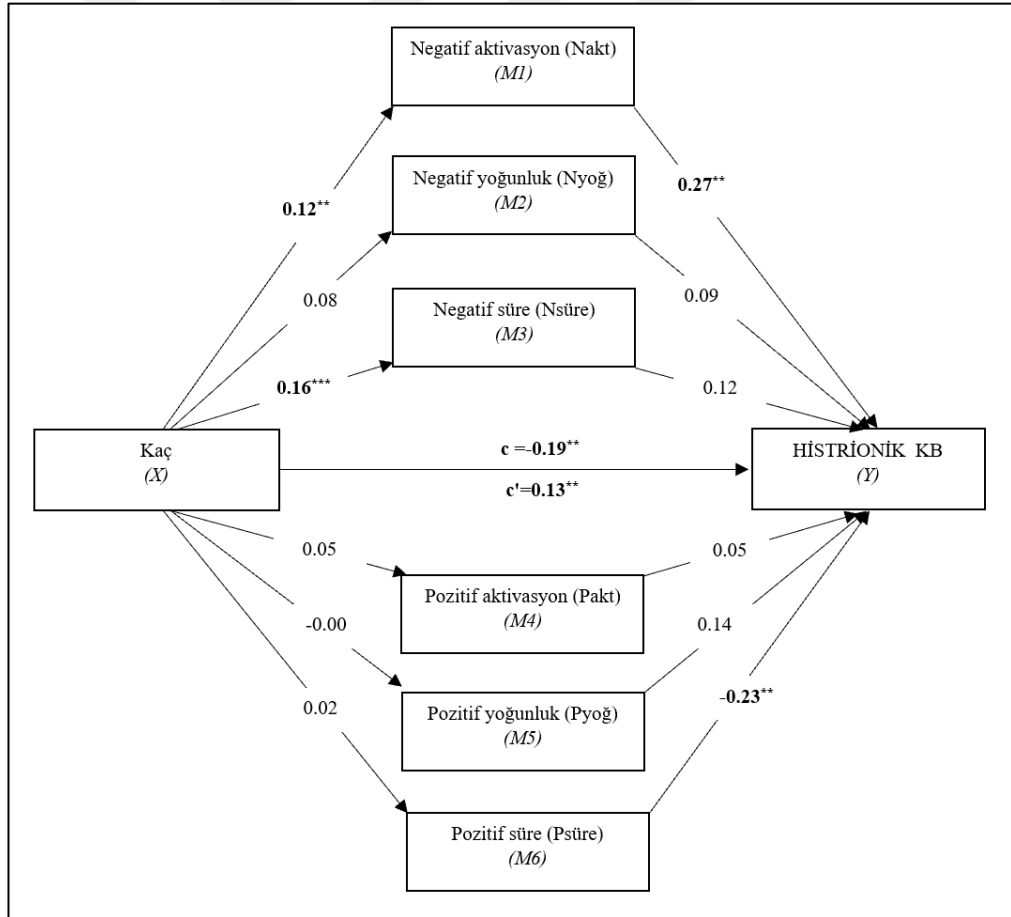 Negatif aktivasyon (Nakt)
(M1)
Negatif yoğunluk (Nyoğ)
(M2)
0.12**
0.27**
0.08
0.09
Negatif süre (Nsüre)
(M3)
0.16***
0.12
Kaç
(X)
c =-0.19**
c'=0.13**
HİSTRİONİK KB
(Y)
0.05
0.05
Pozitif aktivasyon (Pakt)
(M4)
-0.00
0.14
Pozitif yoğunluk (Pyoğ)
(M5)
0.02
-0.23**
Pozitif süre (Psüre)
(M6)